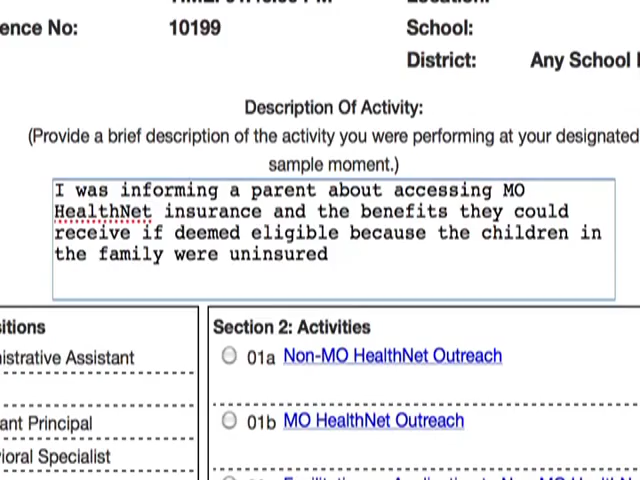 ence No: 10199 School:
District: Any School
Description Of Activity:
(Provide a brief description of the activity you were performing at your designated
sample moment.)
I was informing a parent about accessing MO
HealthNet insurance and the benefits they could
receive if deemed eligible because the children in
the family were uninsured
itions
istrative Assistant
ant Principal
ioral Specialist
Section 2: Activities
01a Non-MO HealthNet Outreach
01b MO HealthNet Outreach